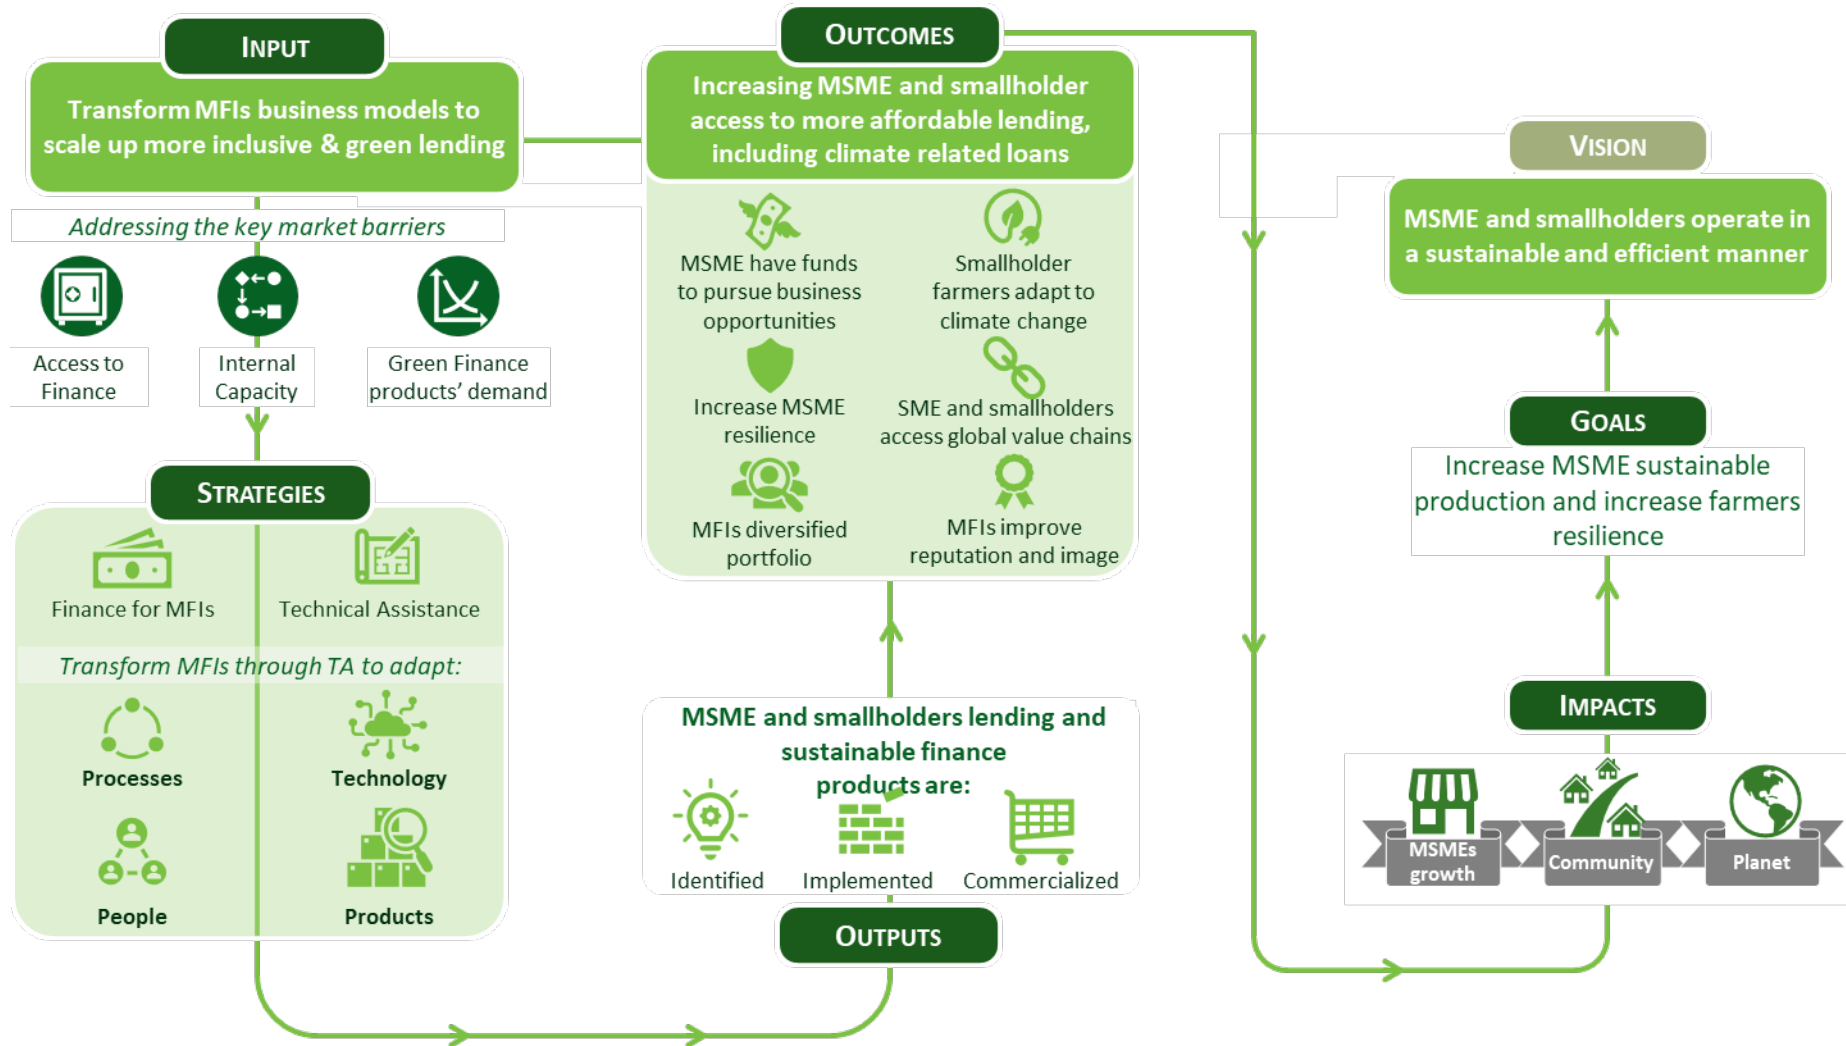 INPUT
Transform MFIs business models to
scale up more inclusive & green lending
Addressing the key market barriers
Access to
Finance
Internal
Capacity
Green Finance
products’ demand
STRATEGIES
Finance for MFIs
Technical Assistance
Transform MFIs through TA to adapt:
Processes
Technology
People
Products
OUTCOMES
Increasing MSME and smallholder
access to more affordable lending,
including climate related loans
MSME have funds
to pursue business
opportunities
Smallholder
farmers adapt to
climate change
Increase MSME
resilience
SME and smallholders
access global value chains
MFIs diversified
portfolio
MFIs improve
reputation and image
MSME and smallholders lending and
sustainable finance
products are:
Identified
Implemented
Commercialized
OUTPUTS
VISION
MSME and smallholders operate in
a sustainable and efficient manner
GOALS
Increase MSME sustainable
production and increase farmers
resilience
IMPACTS
MSMEs
growth
Community
Planet